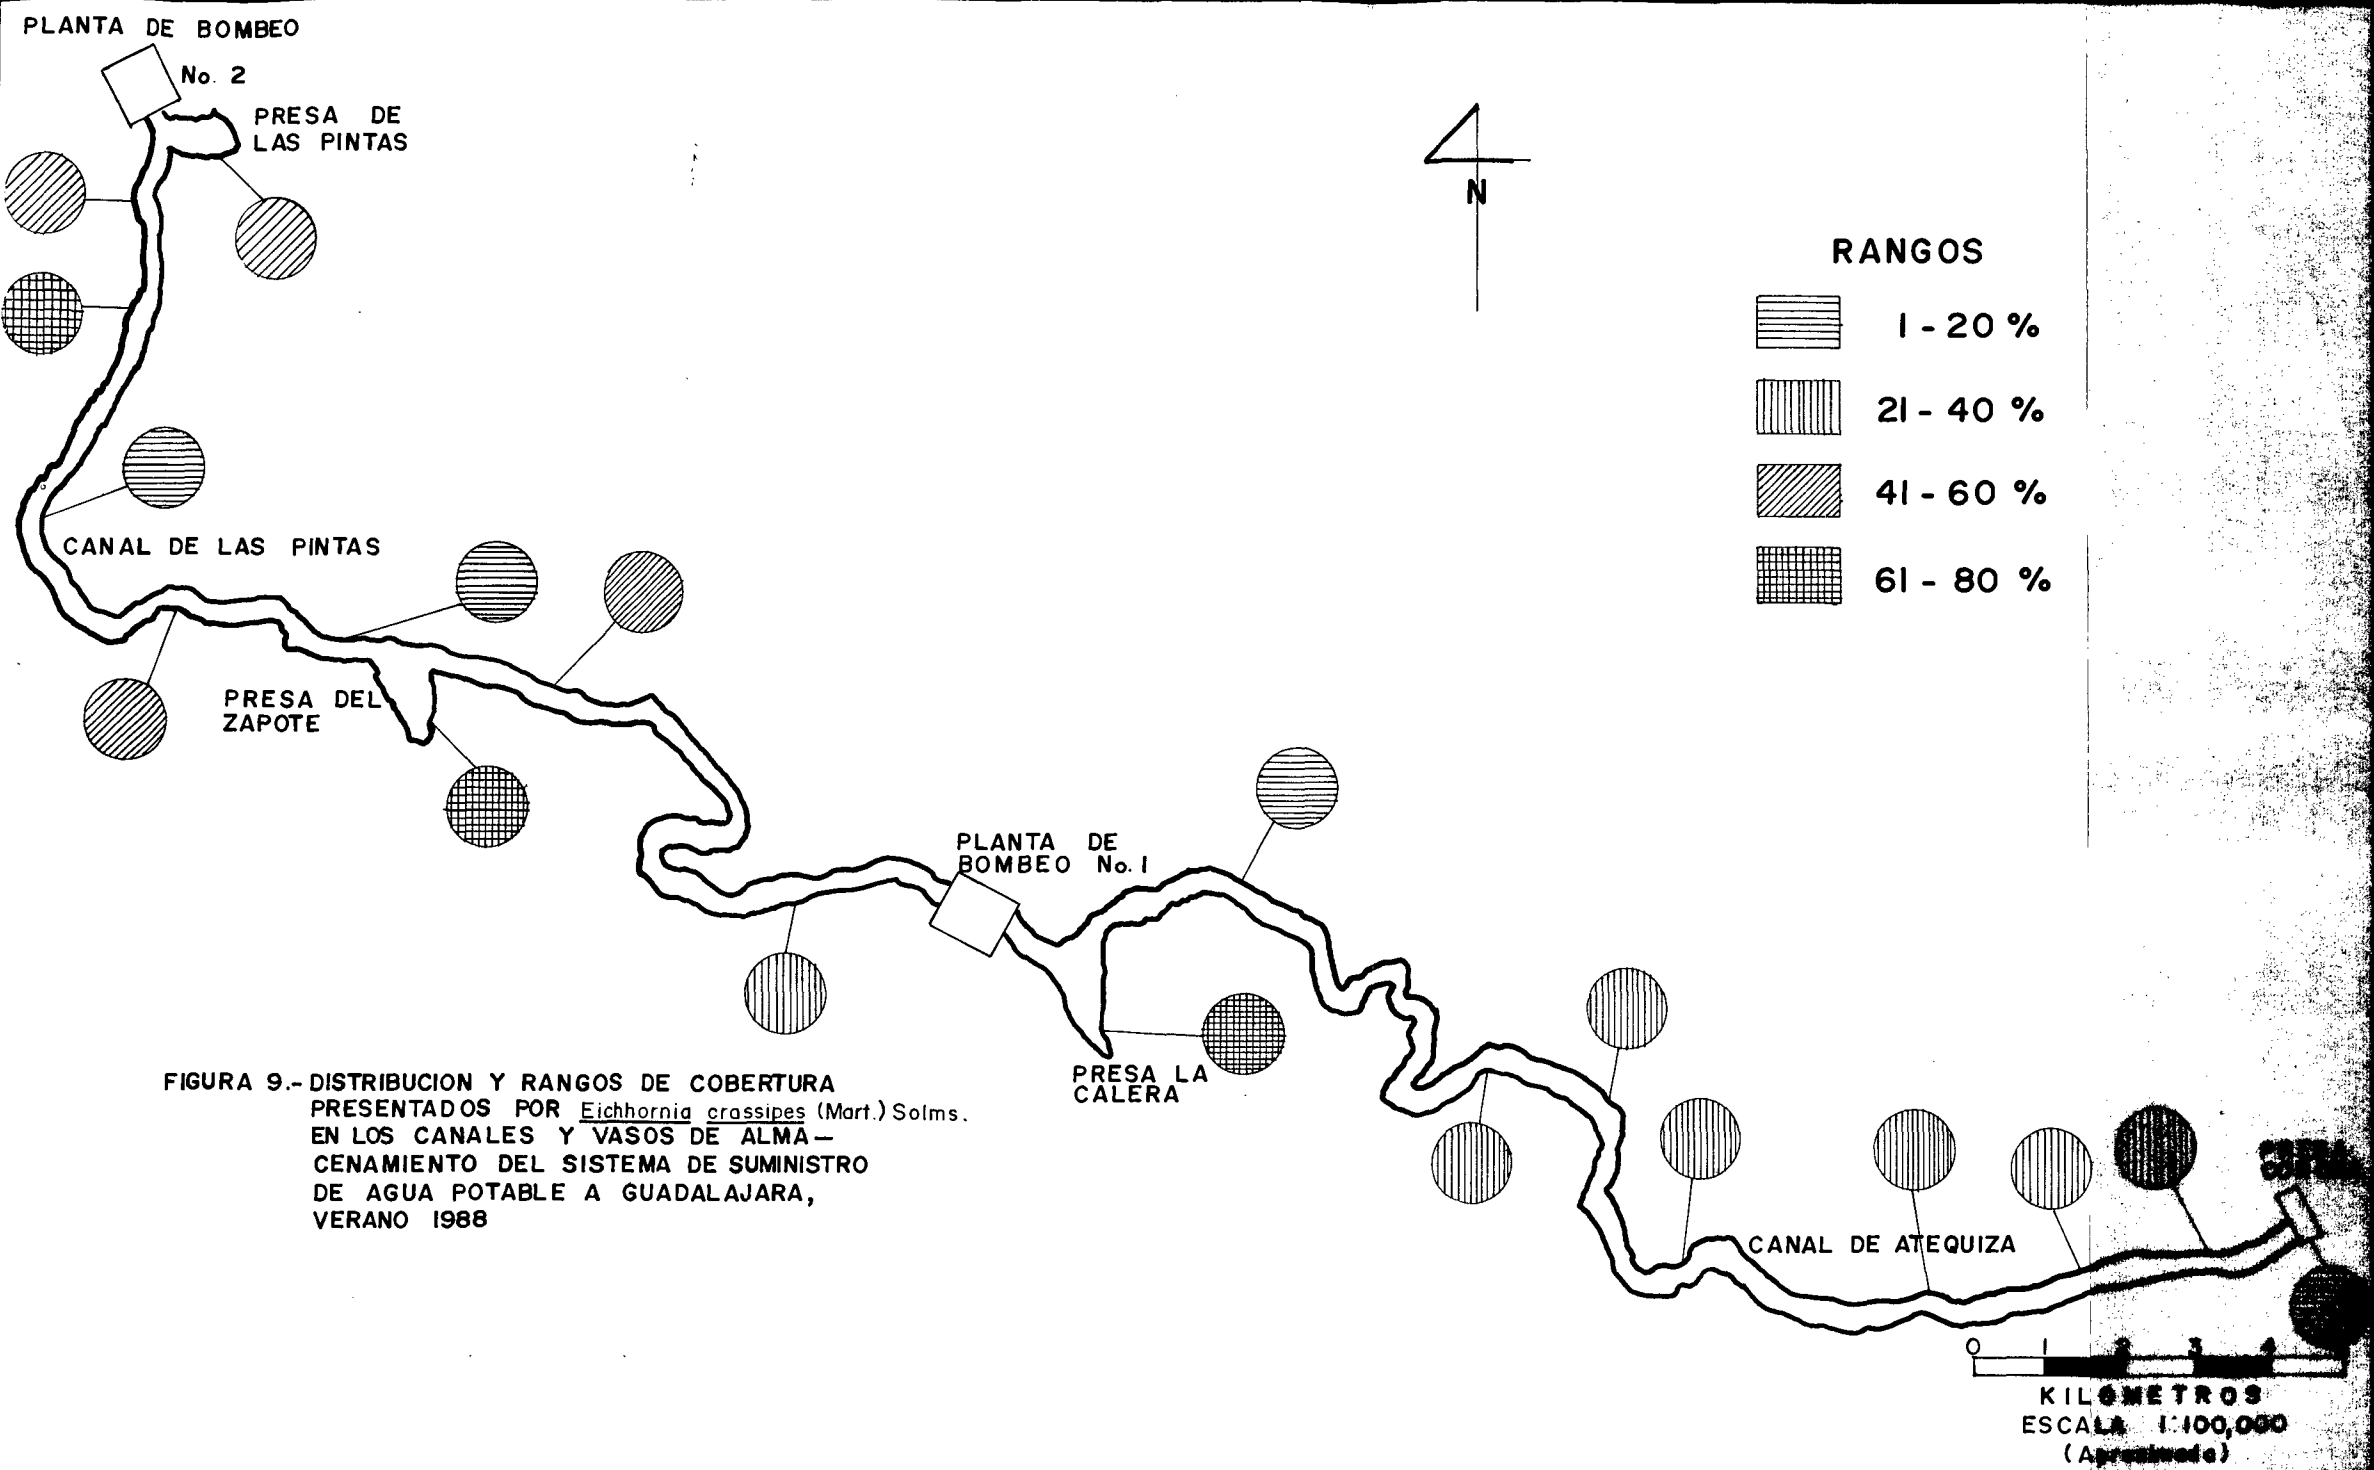 PLANTA DE BOMBEO
No. 2
PRESA DE
LAS PINTAS
N
RANGOS
1 - 20 %
21 - 40 %
41 - 60 %
61 - 80 %
CANAL DE LAS PINTAS
PRESA DEL
ZAPOTE
PLANTA DE
BOMBEO No. 1
PRESA LA
CALERA
CANAL DE ATEQUIZA
PRESA
FIGURA 9.- DISTRIBUCION Y RANGOS DE COBERTURA
PRESENTADOS POR Eichhornia crassipes (Mart.) Solms.
EN LOS CANALES Y VASOS DE ALMA-
CENAMIENTO DEL SISTEMA DE SUMINISTRO
DE AGUA POTABLE A GUADALAJARA,
VERANO 1988
0 1 2 3 4
KILOMETROS
ESCALA 1:100,000
(Aproximada)